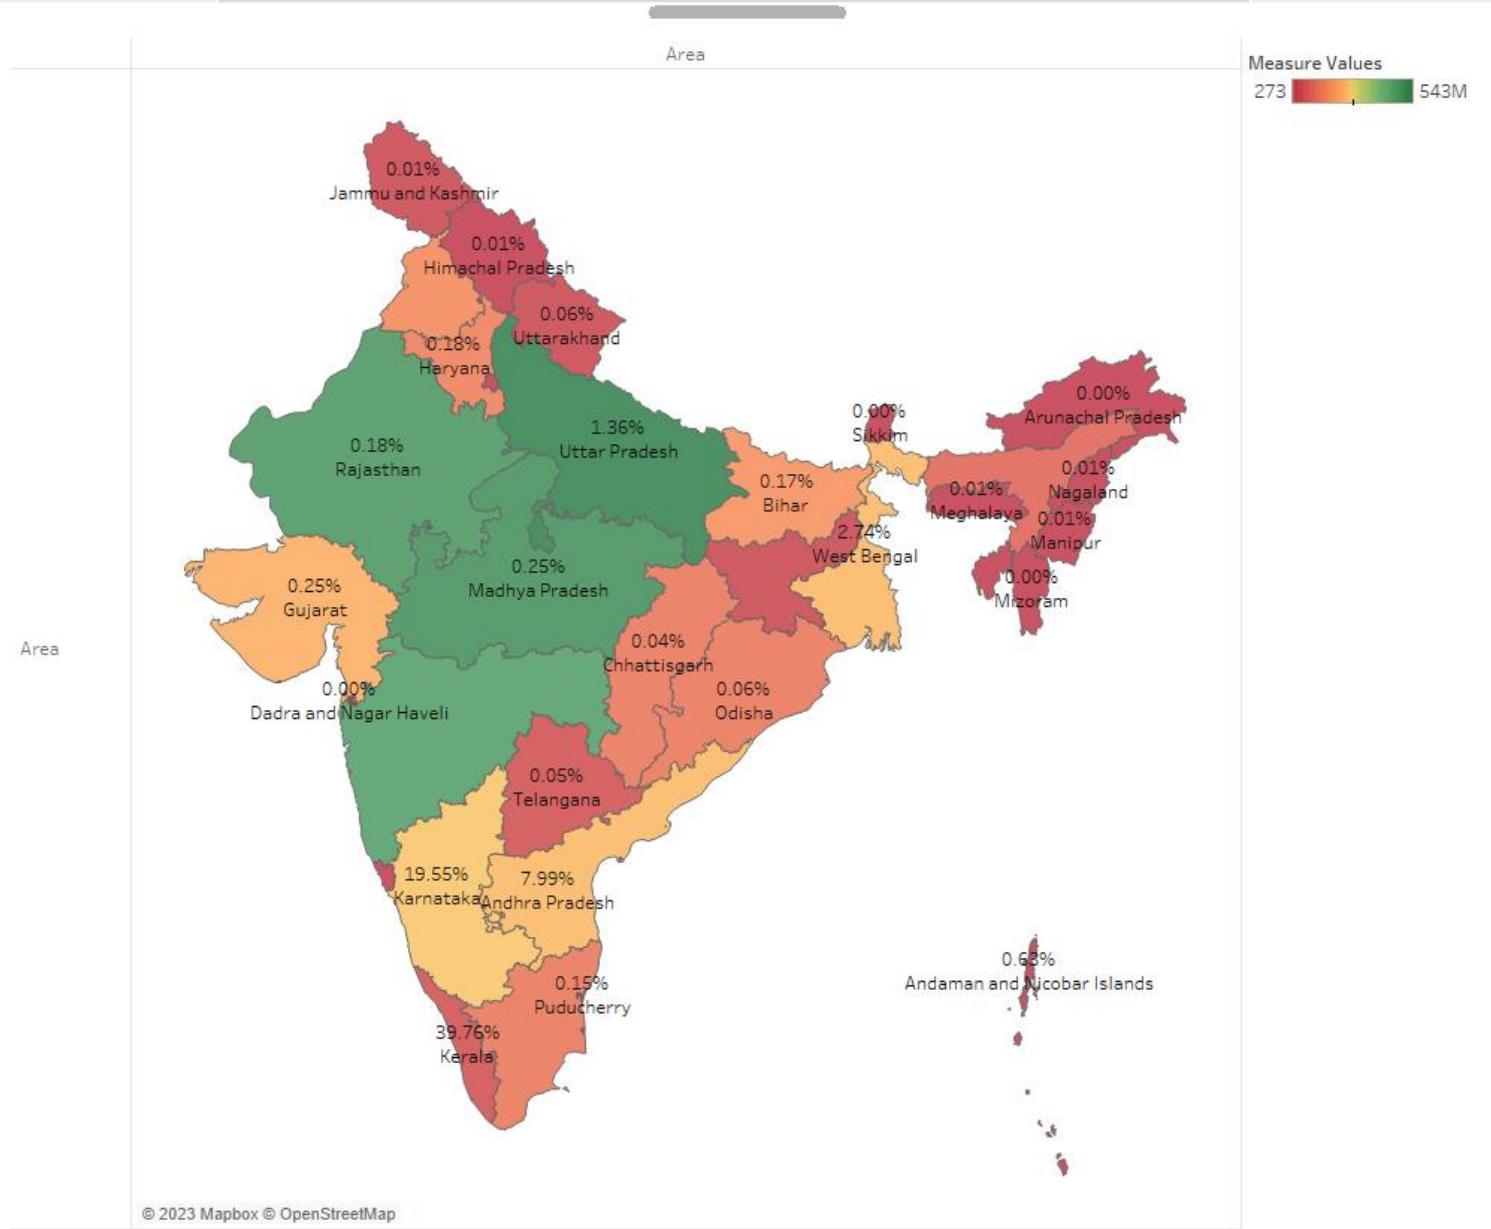 Area
Measure Values
273
543M
0.01%
Jammu and Kashmir
0.01%
Himachal Pradesh
0.06%
Uttarakhand
0.18%
Haryana
0.00%
Arunachal Pradesh
0.00%
Sikkim
1.36%
Uttar Pradesh
0.18%
Rajasthan
0.17%
Bihar
0.01%
Nagaland
0.01%
Meghalaya
0.01%
Manipur
2.74%
West Bengal
0.25%
Madhya Pradesh
0.25%
Gujarat
0.00%
Mizoram
Area
0.04%
Chhattisgarh
0.06%
Odisha
0.00%
Dadra and Nagar Haveli
0.05%
Telangana
19.55%
Karnataka
7.99%
Andhra Pradesh
0.63%
Andaman and Nicobar Islands
0.15%
Puducherry
39.76%
Kerala
© 2023 Mapbox © OpenStreetMap